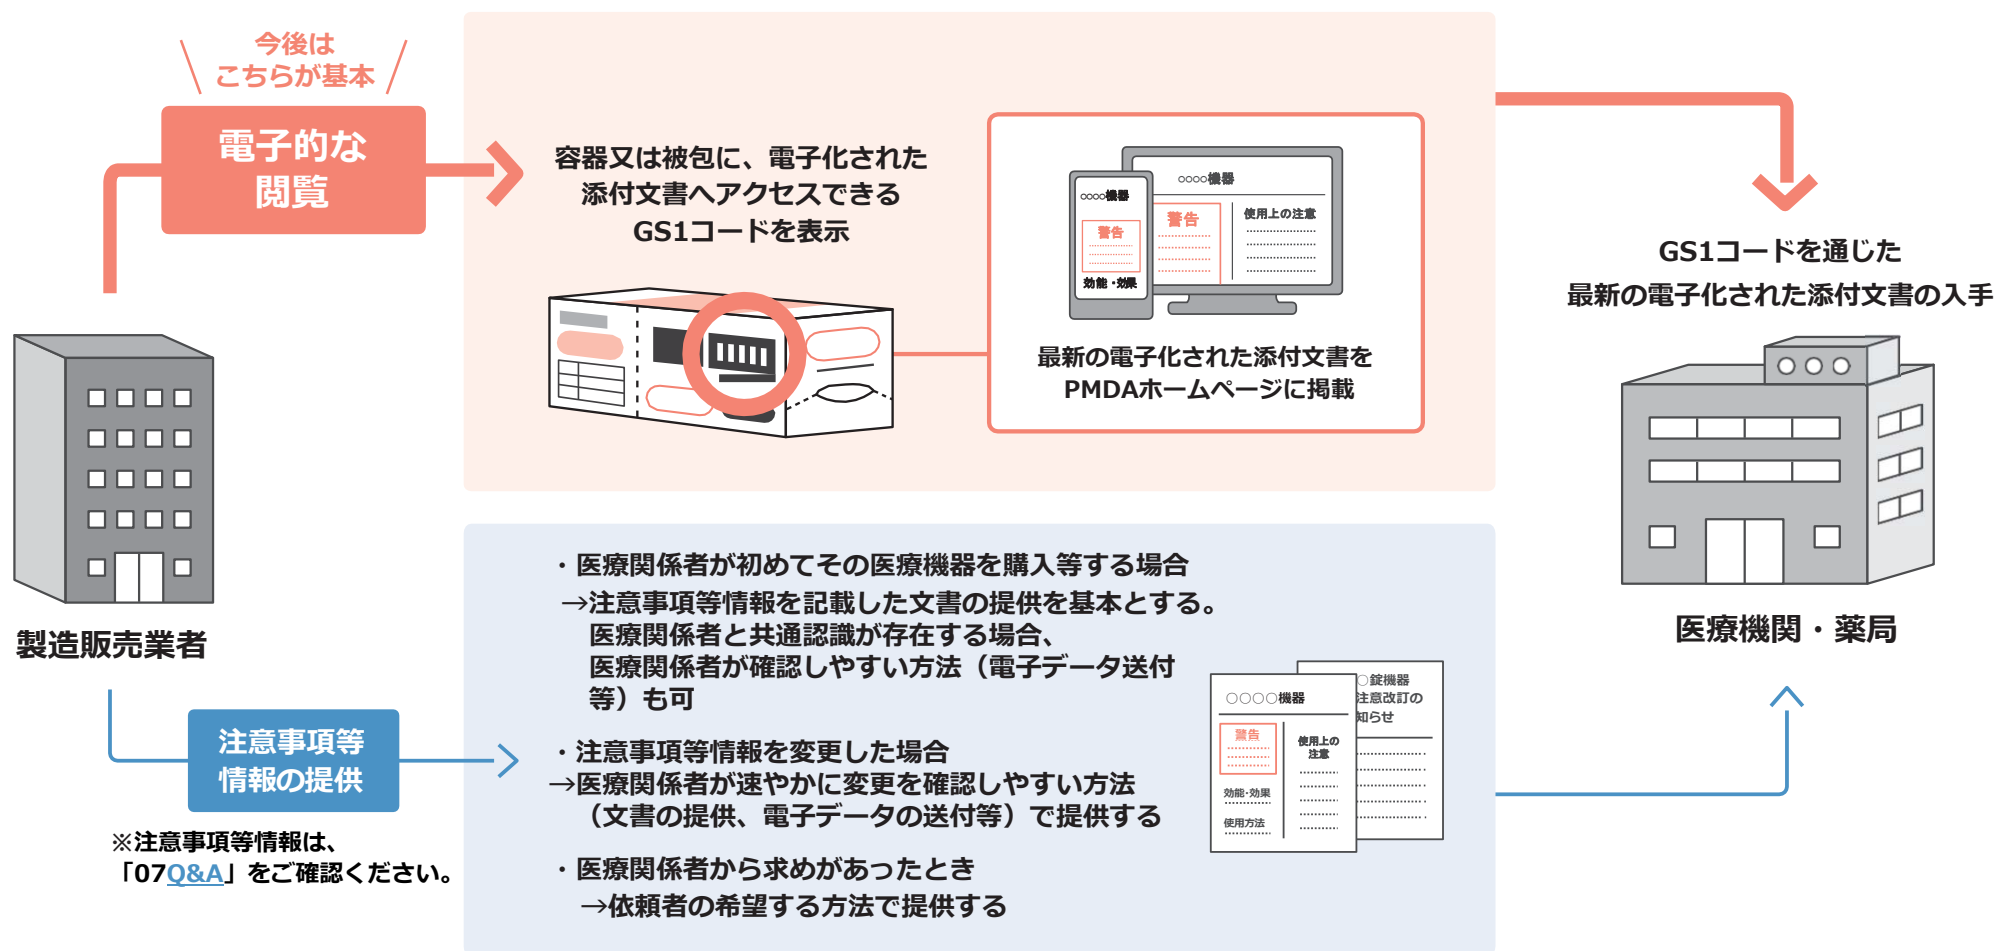 今後は
こちらが基本
電子的な
閲覧
容器又は被包に、電子化された
添付文書へアクセスできる
GS1コードを表示
○○○○機器
警告
効能・効果
○○○○機器
警告
使用上の注意
最新の電子化された添付文書を
PMDAホームページに掲載
GS1コードを通じた
最新の電子化された添付文書の入手
製造販売業者
医療機関・薬局
注意事項等
情報の提供
※注意事項等情報は、
「07Q&A」をご確認ください。
・医療関係者が初めてその医療機器を購入等する場合
→注意事項等情報を記載した文書の提供を基本とする。
医療関係者と共通認識が存在する場合、
医療関係者が確認しやすい方法（電子データ送付
等）も可
・注意事項等情報を変更した場合
→医療関係者が速やかに変更を確認しやすい方法
（文書の提供、電子データの送付等）で提供する
・医療関係者から求めがあったとき
→依頼者の希望する方法で提供する
○○○○機器
警告
効能・効果
使用方法
使用上の
注意
○錠機器
注意改訂の
知らせ